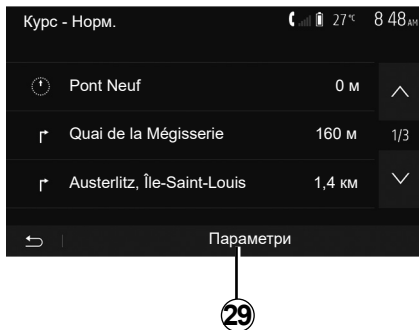 Курс - Норм. 27°C 8 48 AM
Pont Neuf 0 м
Quai de la Mégisserie 160 м 1/3
Austerlitz, Île-Saint-Louis 1,4 км
Параметри
29